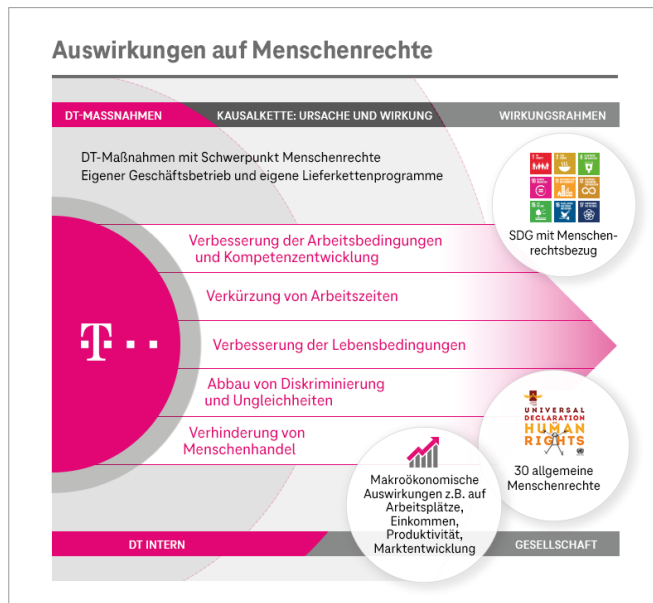 Auswirkungen auf Menschenrechte
DT-MASSNAHMEN
KAUSALKETTE: URSACHE UND WIRKUNG
WIRKUNGSRAHMEN
DT-Maßnahmen mit Schwerpunkt Menschenrechte
Eigener Geschäftsbetrieb und eigene Lieferkettenprogramme
SDG mit Menschen-
rechtsbezug
Verbesserung der Arbeitsbedingungen
und Kompetenzentwicklung
Verkürzung von Arbeitszeiten
T
Verbesserung der Lebensbedingungen
Abbau von Diskriminierung
und Ungleichheiten
Verhinderung von
Menschenhandel
UNIVERSAL
DECLARATION
HUMAN
RIGHTS
30 allgemeine
Menschenrechte
Makroökonomische
Auswirkungen z.B. auf
Arbeitsplätze,
Einkommen,
Produktivität,
Marktentwicklung
DT INTERN
GESELLSCHAFT